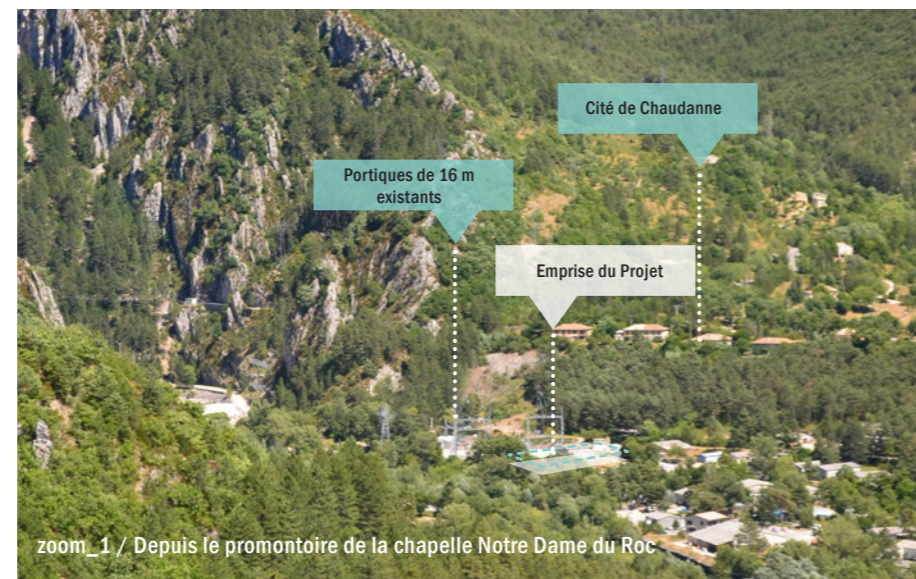 Cité de Chaudanne
Portiques de 16 m
existants
Emprise du Projet
zoom_1 / Depuis le promontoire de la chapelle Notre Dame du Roc